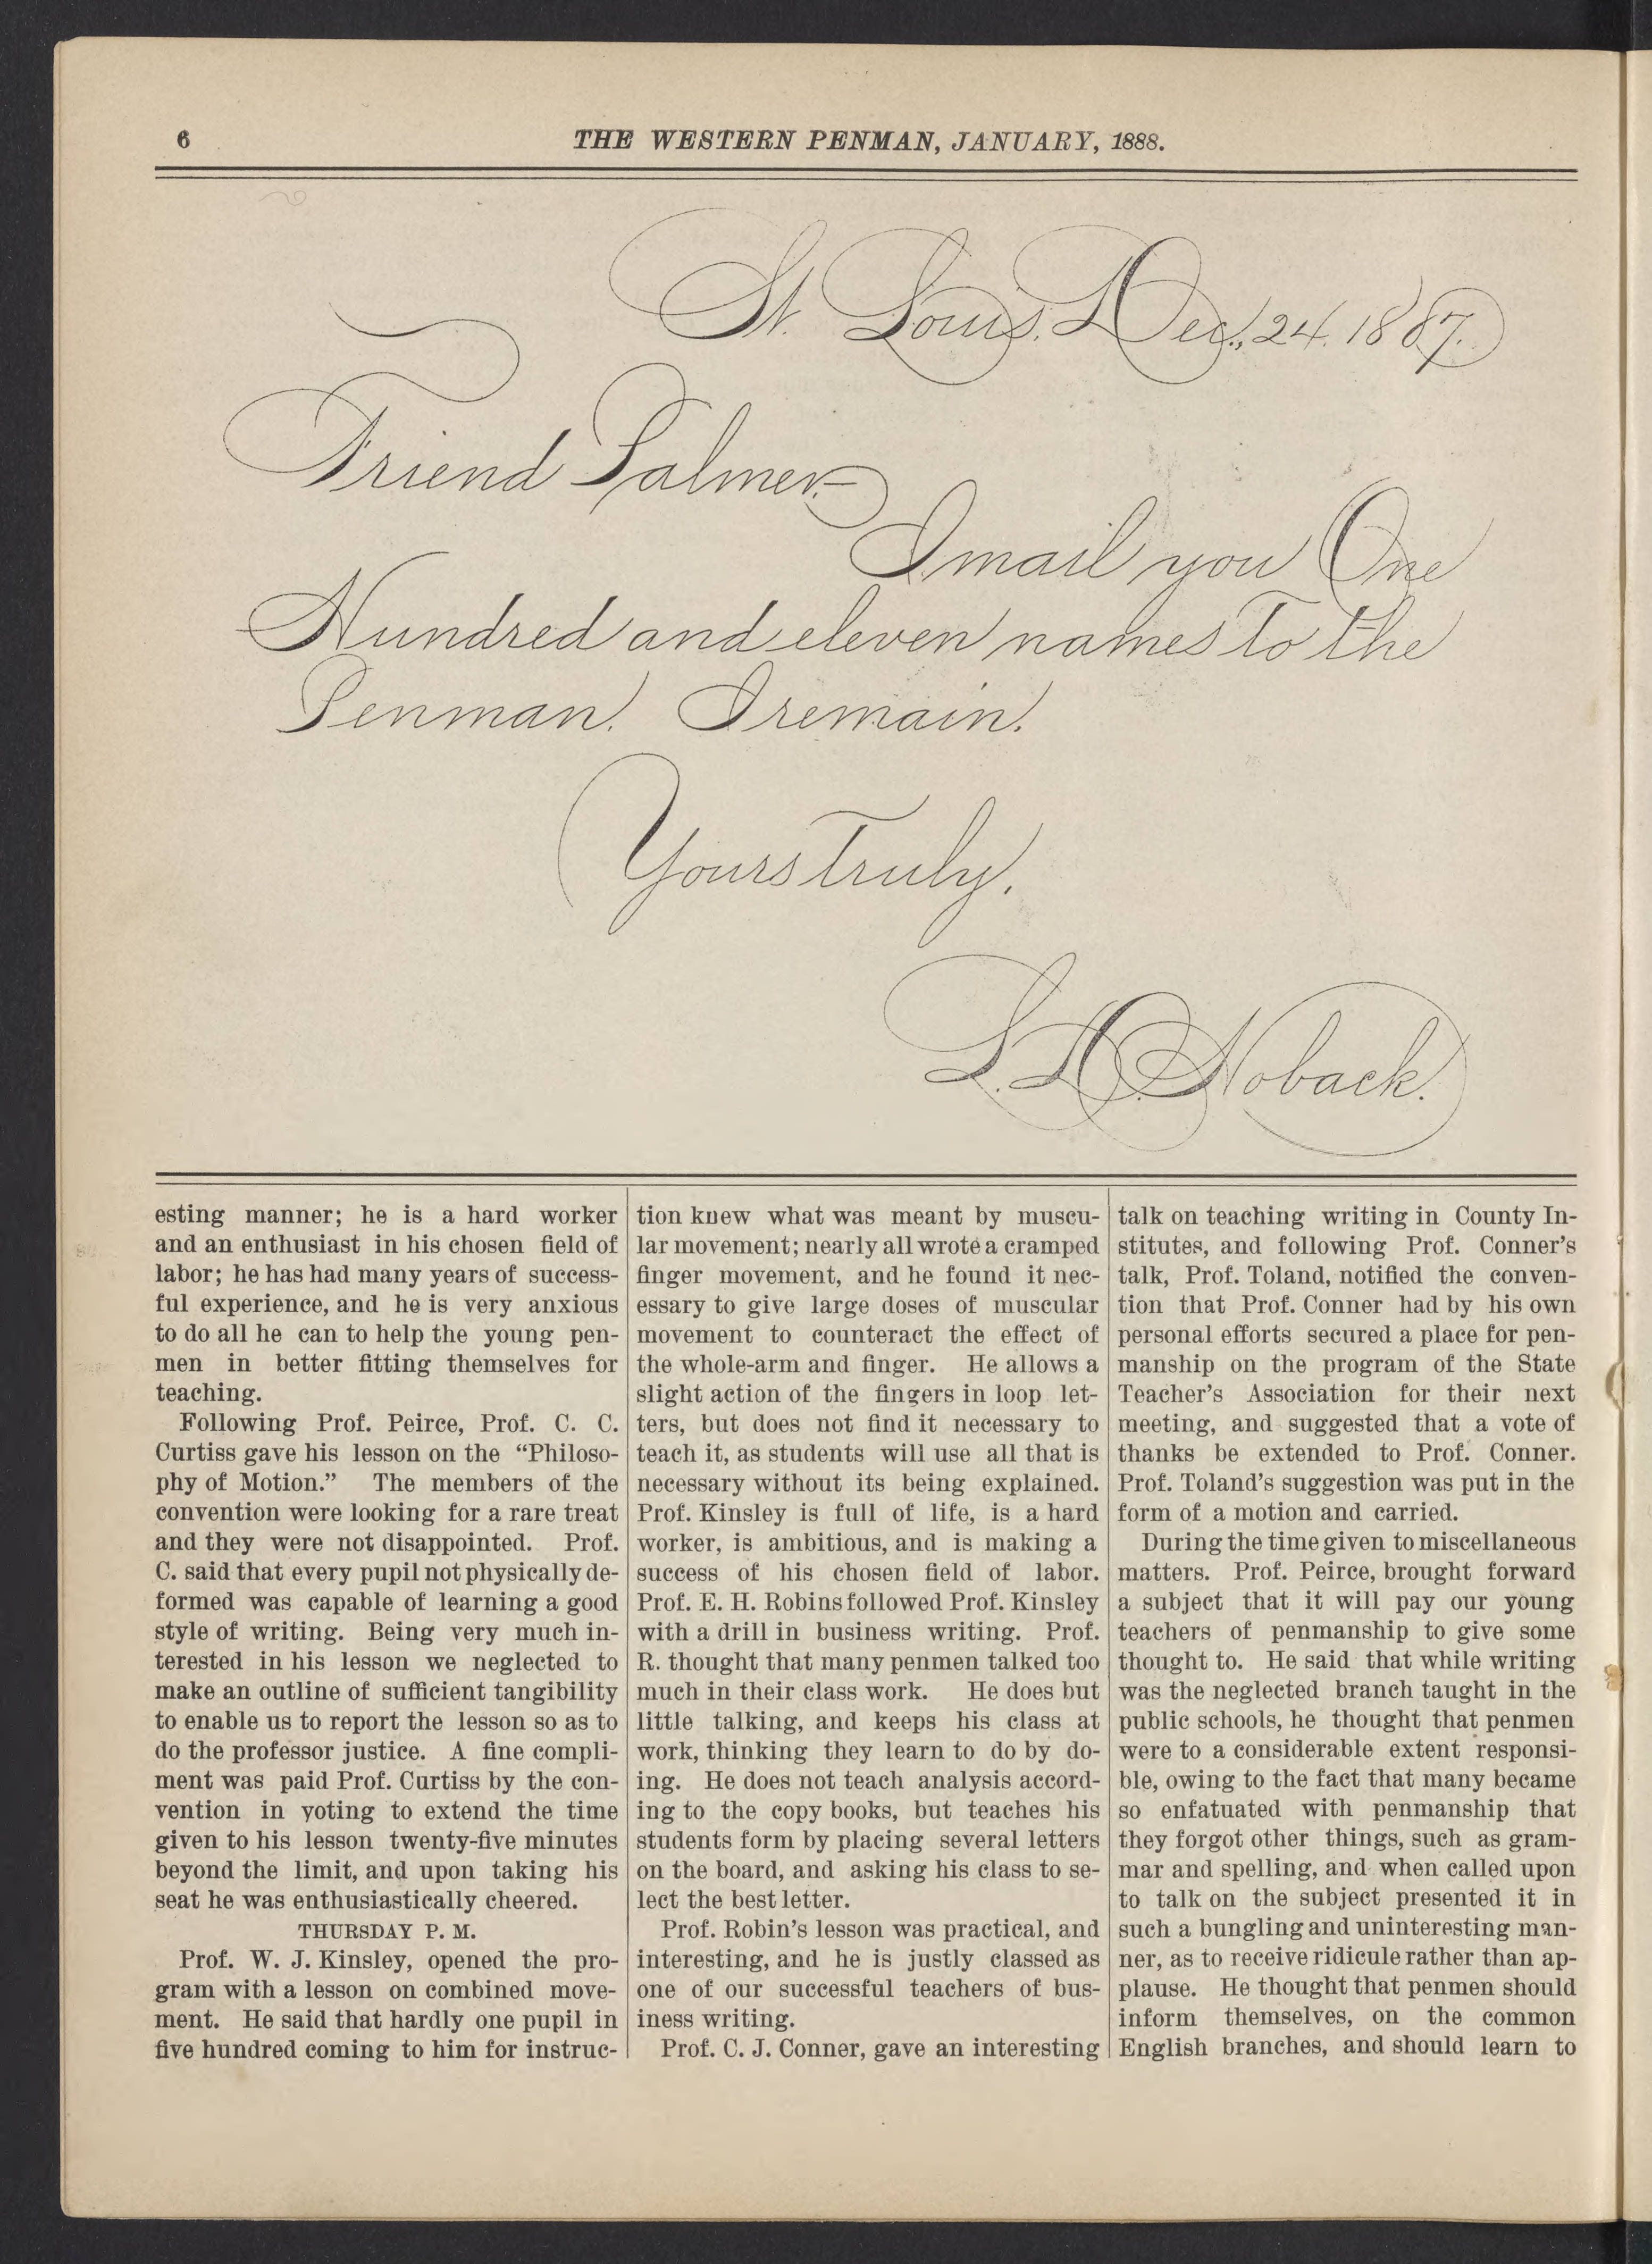 6
THE WESTERN PENMAN, JANUARY, 1888.
St. Louis, Dec., 24. 1887.
Friend Palmer.
I mail you One
Hundred and eleven names to the
Penman. I remain.
Yours truly,
L. D. Hoback.
esting manner; he is a hard worker
and an enthusiast in his chosen field of
labor; he has had many years of success-
ful experience, and he is very anxious
to do all he can to help the young pen-
men in better fitting themselves for
teaching.
Following Prof. Peirce, Prof. C. C.
Curtiss gave his lesson on the “Philoso-
phy of Motion.” The members of the
convention were looking for a rare treat
and they were not disappointed. Prof.
C. said that every pupil not physically de-
formed was capable of learning a good
style of writing. Being very much in-
terested in his lesson we neglected to
make an outline of sufficient tangibility
to enable us to report the lesson so as to
do the professor justice. A fine compli-
ment was paid Prof. Curtiss by the con-
vention in voting to extend the time
given to his lesson twenty-five minutes
beyond the limit, and upon taking his
seat he was enthusiastically cheered.
THURSDAY P. M.
Prof. W. J. Kinsley, opened the pro-
gram with a lesson on combined move-
ment. He said that hardly one pupil in
five hundred coming to him for instruc-
tion knew what was meant by muscu-
lar movement; nearly all wrote a cramped
finger movement, and he found it nec-
essary to give large doses of muscular
movement to counteract the effect of
the whole-arm and finger. He allows a
slight action of the fingers in loop let-
ters, but does not find it necessary to
teach it, as students will use all that is
necessary without its being explained.
Prof. Kinsley is full of life, is a hard
worker, is ambitious, and is making a
success of his chosen field of labor.
Prof. E. H. Robins followed Prof. Kinsley
with a drill in business writing. Prof.
R. thought that many penmen talked too
much in their class work. He does but
little talking, and keeps his class at
work, thinking they learn to do by do-
ing. He does not teach analysis accord-
ing to the copy books, but teaches his
students form by placing several letters
on the board, and asking his class to se-
lect the best letter.
Prof. Robin’s lesson was practical, and
interesting, and he is justly classed as
one of our successful teachers of bus-
iness writing.
Prof. C. J. Conner, gave an interesting
talk on teaching writing in County In-
stitutes, and following Prof. Conner’s
talk, Prof. Toland, notified the conven-
tion that Prof. Conner had by his own
personal efforts secured a place for pen-
manship on the program of the State
Teacher’s Association for their next
meeting, and suggested that a vote of
thanks be extended to Prof. Conner.
Prof. Toland’s suggestion was put in the
form of a motion and carried.
During the time given to miscellaneous
matters. Prof. Peirce, brought forward
a subject that it will pay our young
teachers of penmanship to give some
thought to. He said that while writing
was the neglected branch taught in the
public schools, he thought that penmen
were to a considerable extent responsi-
ble, owing to the fact that many became
so enfatuated with penmanship that
they forgot other things, such as gram-
mar and spelling, and when called upon
to talk on the subject presented it in
such a bungling and uninteresting man-
ner, as to receive ridicule rather than ap-
plause. He thought that penmen should
inform themselves, on the common
English branches, and should learn to